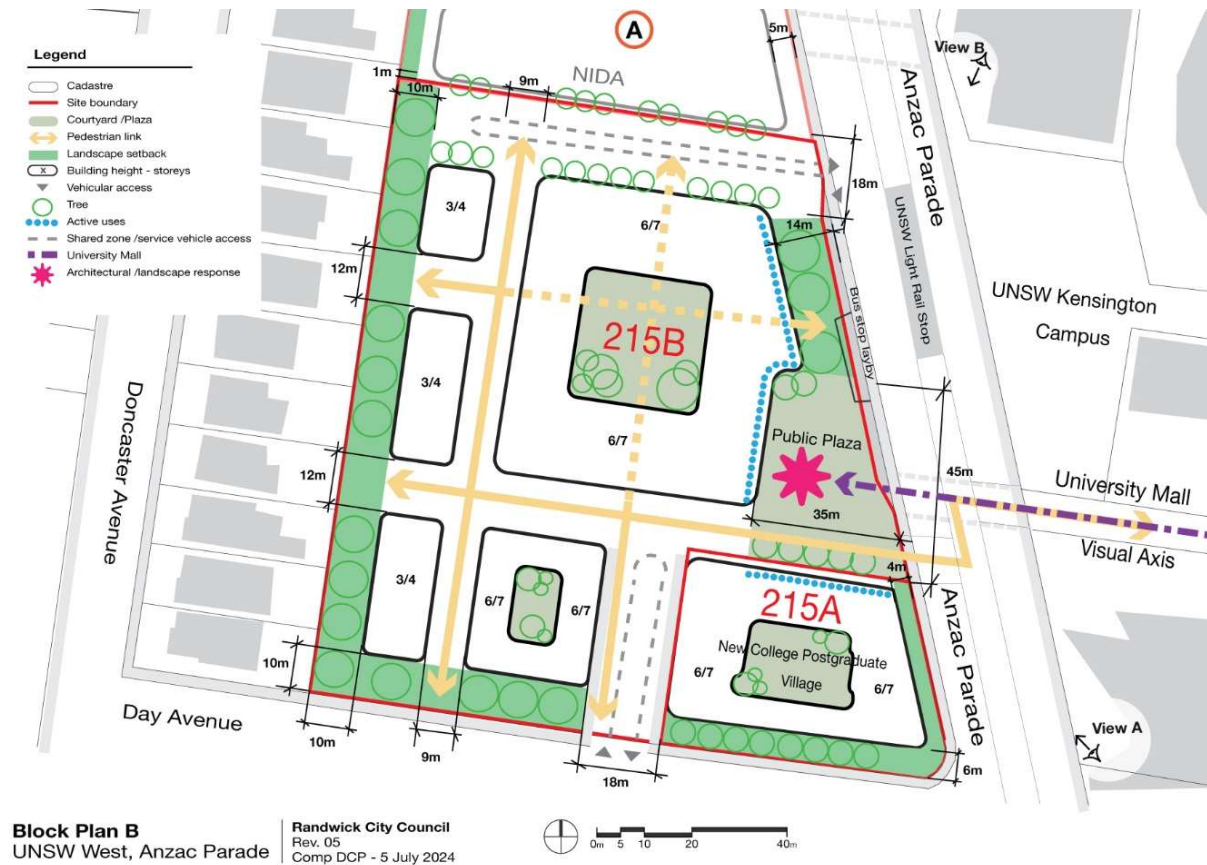 Legend
Cadastre
Site boundary
Courtyard /Plaza
Pedestrian link
Landscape setback
x
Building height - storeys
Vehicular access
Tree
Active uses
Shared zone /service vehicle access
University Mall
Architectural /landscape response
A
NIDA
5m
View B
1m
10m
9m
Anzac Parade
18m
3/4
6/7
14m
UNSW Light Rail Stop
12m
UNSW Kensington
Campus
215B
Bus stop layby
3/4
6/7
Doncaster Avenue
Public Plaza
12m
45m
University Mall
35m
Visual Axis
3/4
4m
6/7
6/7
215A
New College Postgraduate
Village
6/7
6/7
Anzac Parade
10m
Day Avenue
10m
9m
18m
View A
6m
Block Plan B
UNSW West, Anzac Parade
Randwick City Council
Rev. 05
Comp DCP - 5 July 2024
0m 5 10 20 40m